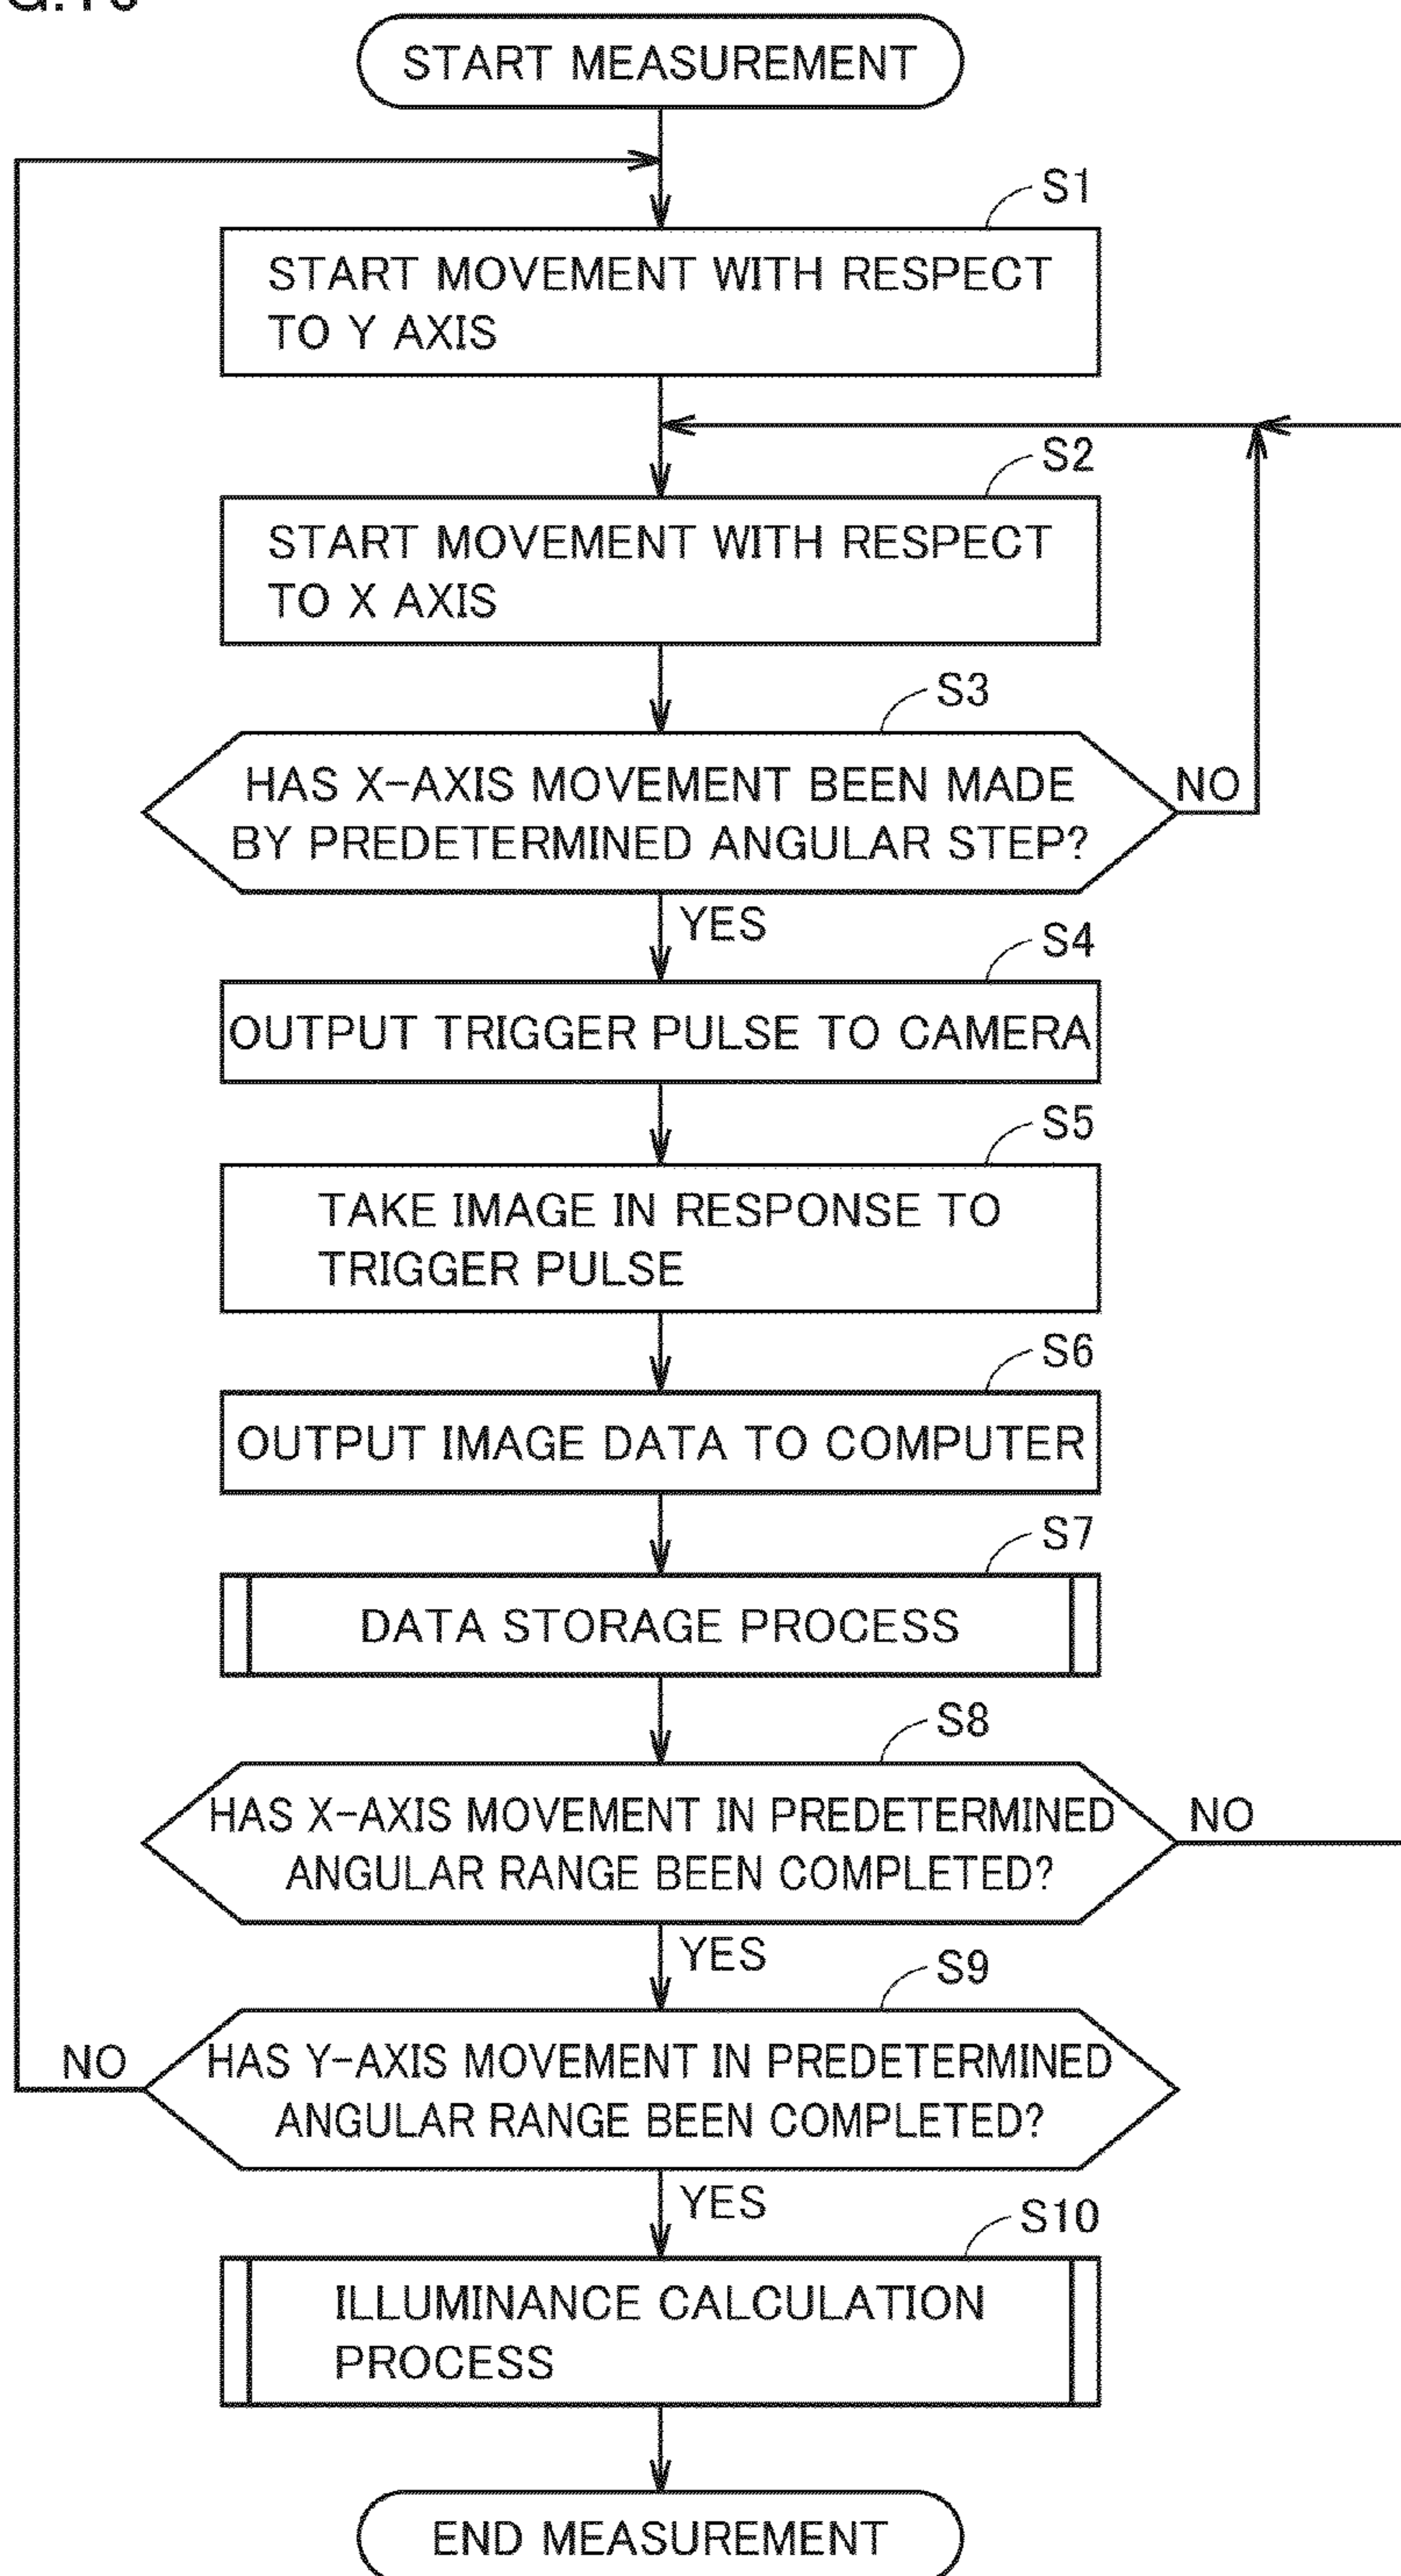 START MEASUREMENT
S1
START MOVEMENT WITH RESPECT
TO Y AXIS
S2
START MOVEMENT WITH RESPECT
TO X AXIS
S3
HAS X-AXIS MOVEMENT BEEN MADE
BY PREDETERMINED ANGULAR STEP?
NO
YES
S4
OUTPUT TRIGGER PULSE TO CAMERA
S5
TAKE IMAGE IN RESPONSE TO
TRIGGER PULSE
S6
OUTPUT IMAGE DATA TO COMPUTER
S7
DATA STORAGE PROCESS
S8
HAS X-AXIS MOVEMENT IN PREDETERMINED
ANGULAR RANGE BEEN COMPLETED?
NO
YES
S9
NO
HAS Y-AXIS MOVEMENT IN PREDETERMINED
ANGULAR RANGE BEEN COMPLETED?
YES
S10
ILLUMINANCE CALCULATION
PROCESS
END MEASUREMENT